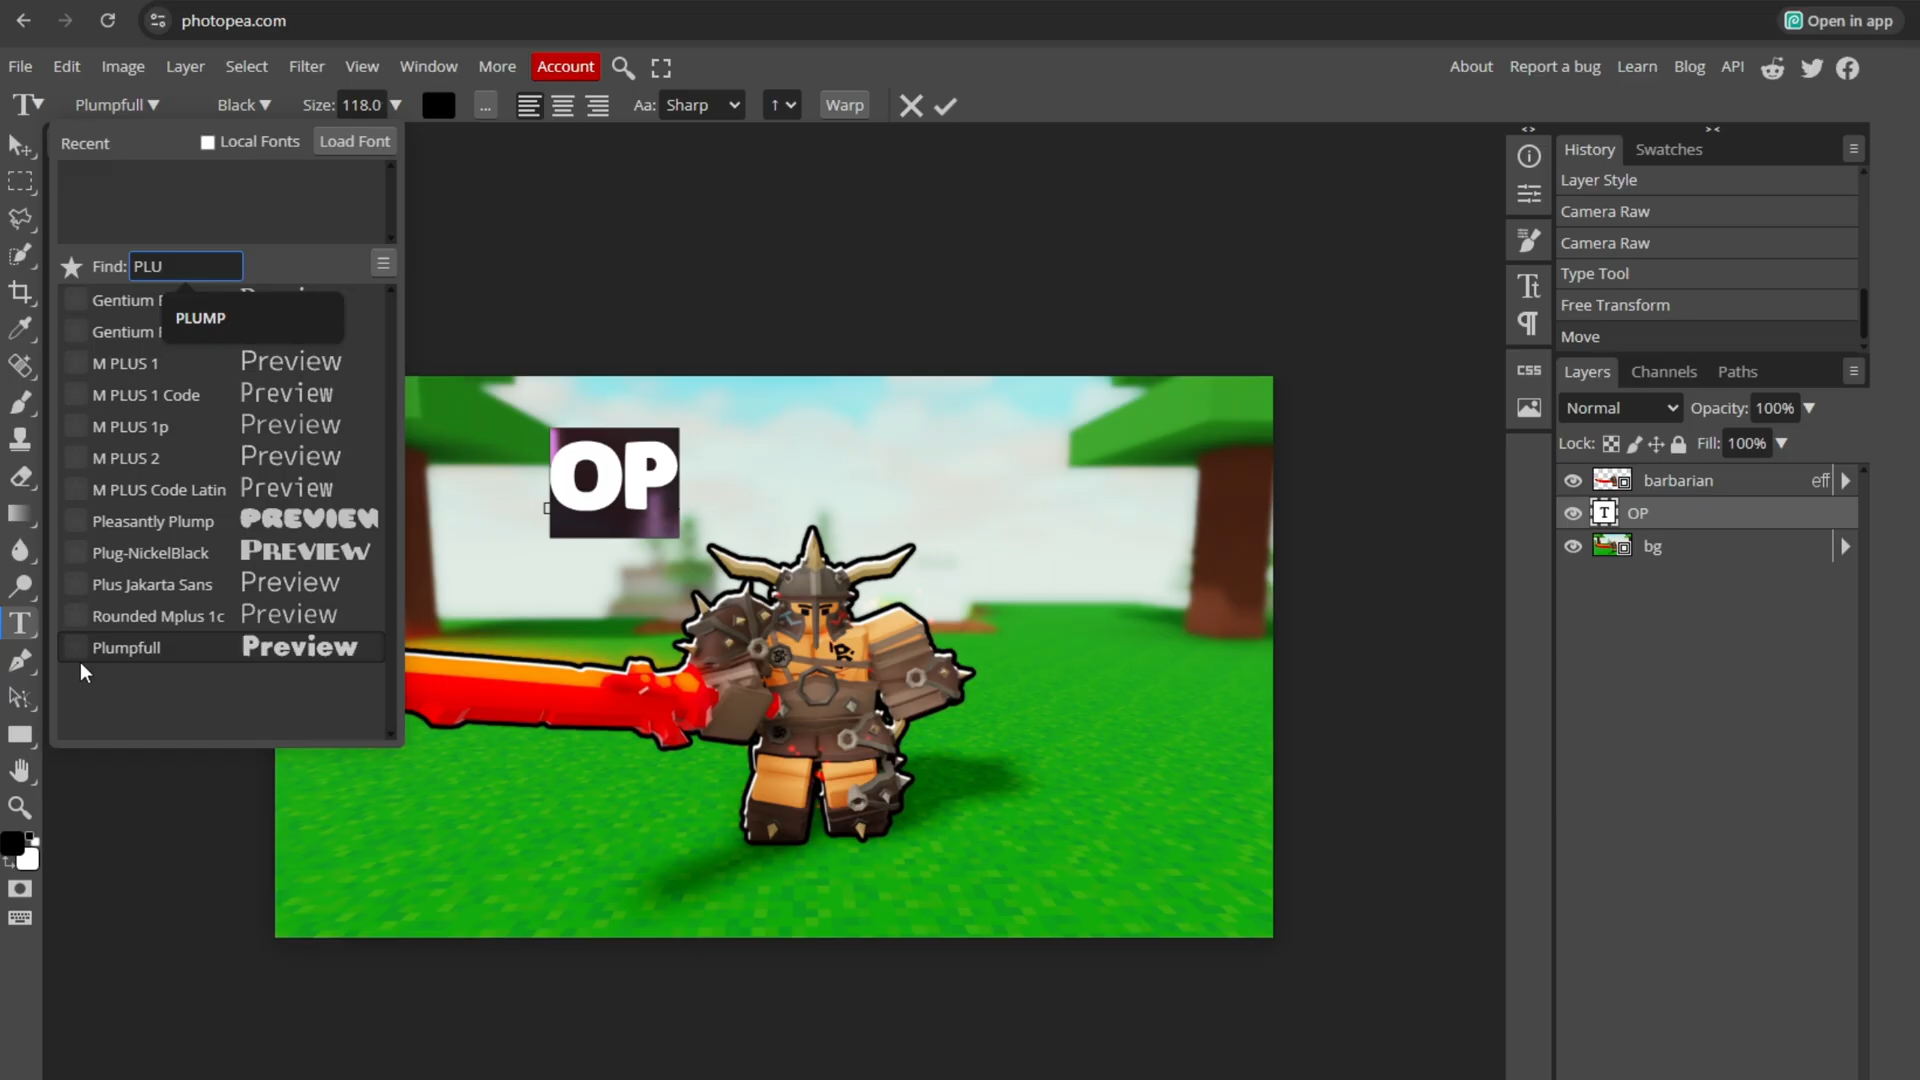 photopea.com
Open in app
File Edit Image Layer Select Filter View Window More Account
About Report a bug Learn Blog API
Plumpfull Black Size: 118.0 ... Aa: Sharp Warp
Recent Local Fonts Load Font
Find: PLU
PLUMP
Gentium
Gentium
M PLUS 1 Preview
M PLUS 1 Code Preview
M PLUS 1p Preview
M PLUS 2 Preview
M PLUS Code Latin Preview
Pleasantly Plump PREVIEW
Plug-NickelBlack PREVIEW
Plus Jakarta Sans Preview
Rounded Mplus 1c Preview
Plumpfull Preview
OP
History Swatches
Layer Style
Camera Raw
Camera Raw
Type Tool
Free Transform
Move
CSS
Layers Channels Paths
Normal Opacity: 100%
Lock: Fill: 100%
barbarian eff
OP
bg